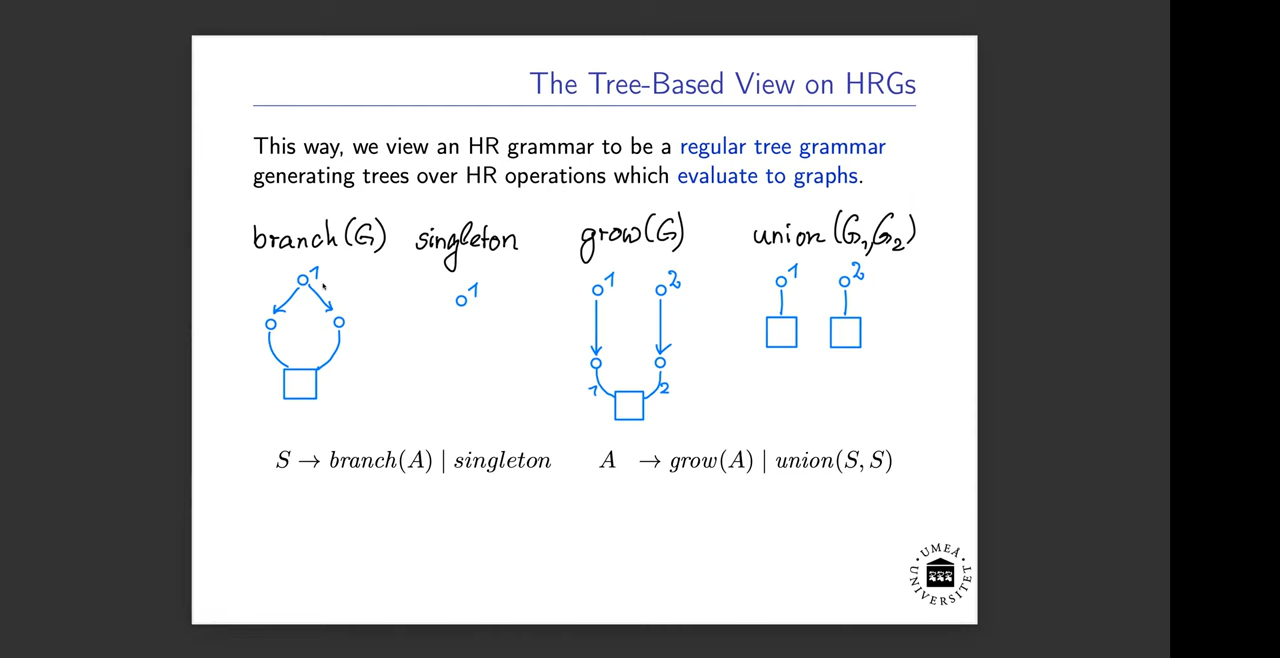 The Tree-Based View on HRGs
This way, we view an HR grammar to be a regular tree grammar
generating trees over HR operations which evaluate to graphs.
branch(G) singleton grow(G) union(G₁,G₂)
1 1 1 2 1 2
1 2
S → branch(A) | singleton A → grow(A) | union(S, S)
UMEÅ UNIVERSITET